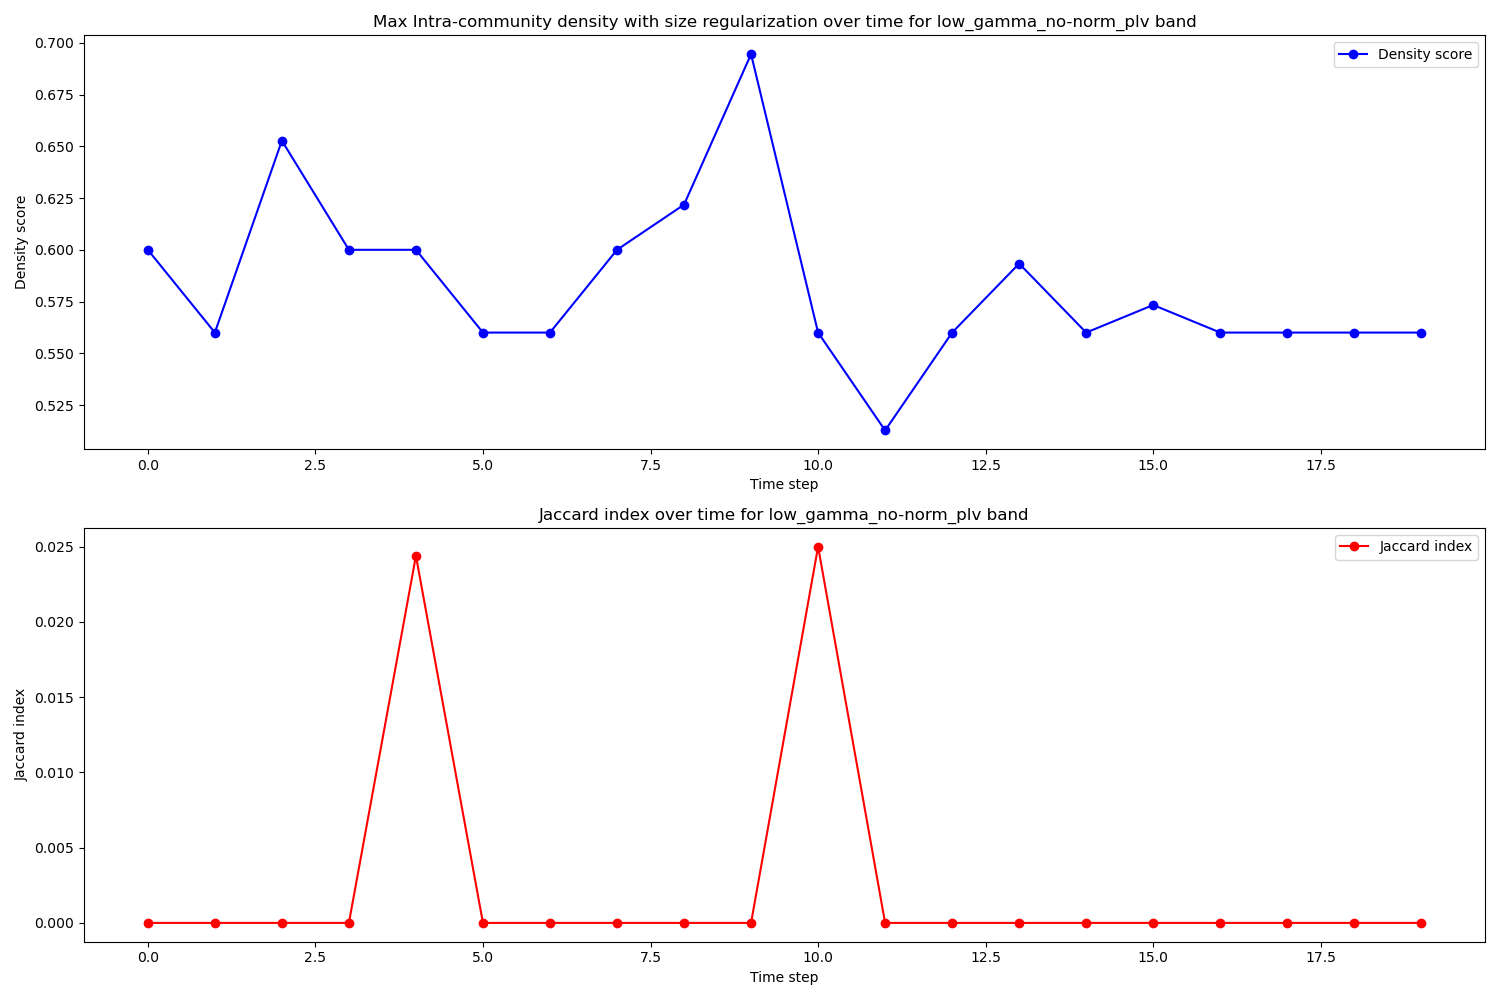 Max Intra-community density with size regularization over time for low_gamma_no-norm_plv band
0.700
0.675
0.650
0.625
0.600
0.575
0.550
0.525
Density score
Density score
0.0 2.5 5.0 7.5 10.0 12.5 15.0 17.5
Time step
Jaccard index over time for low_gamma_no-norm_plv band
0.025
0.020
0.015
0.010
0.005
0.000
Jaccard index
Jaccard index
0.0 2.5 5.0 7.5 10.0 12.5 15.0 17.5
Time step